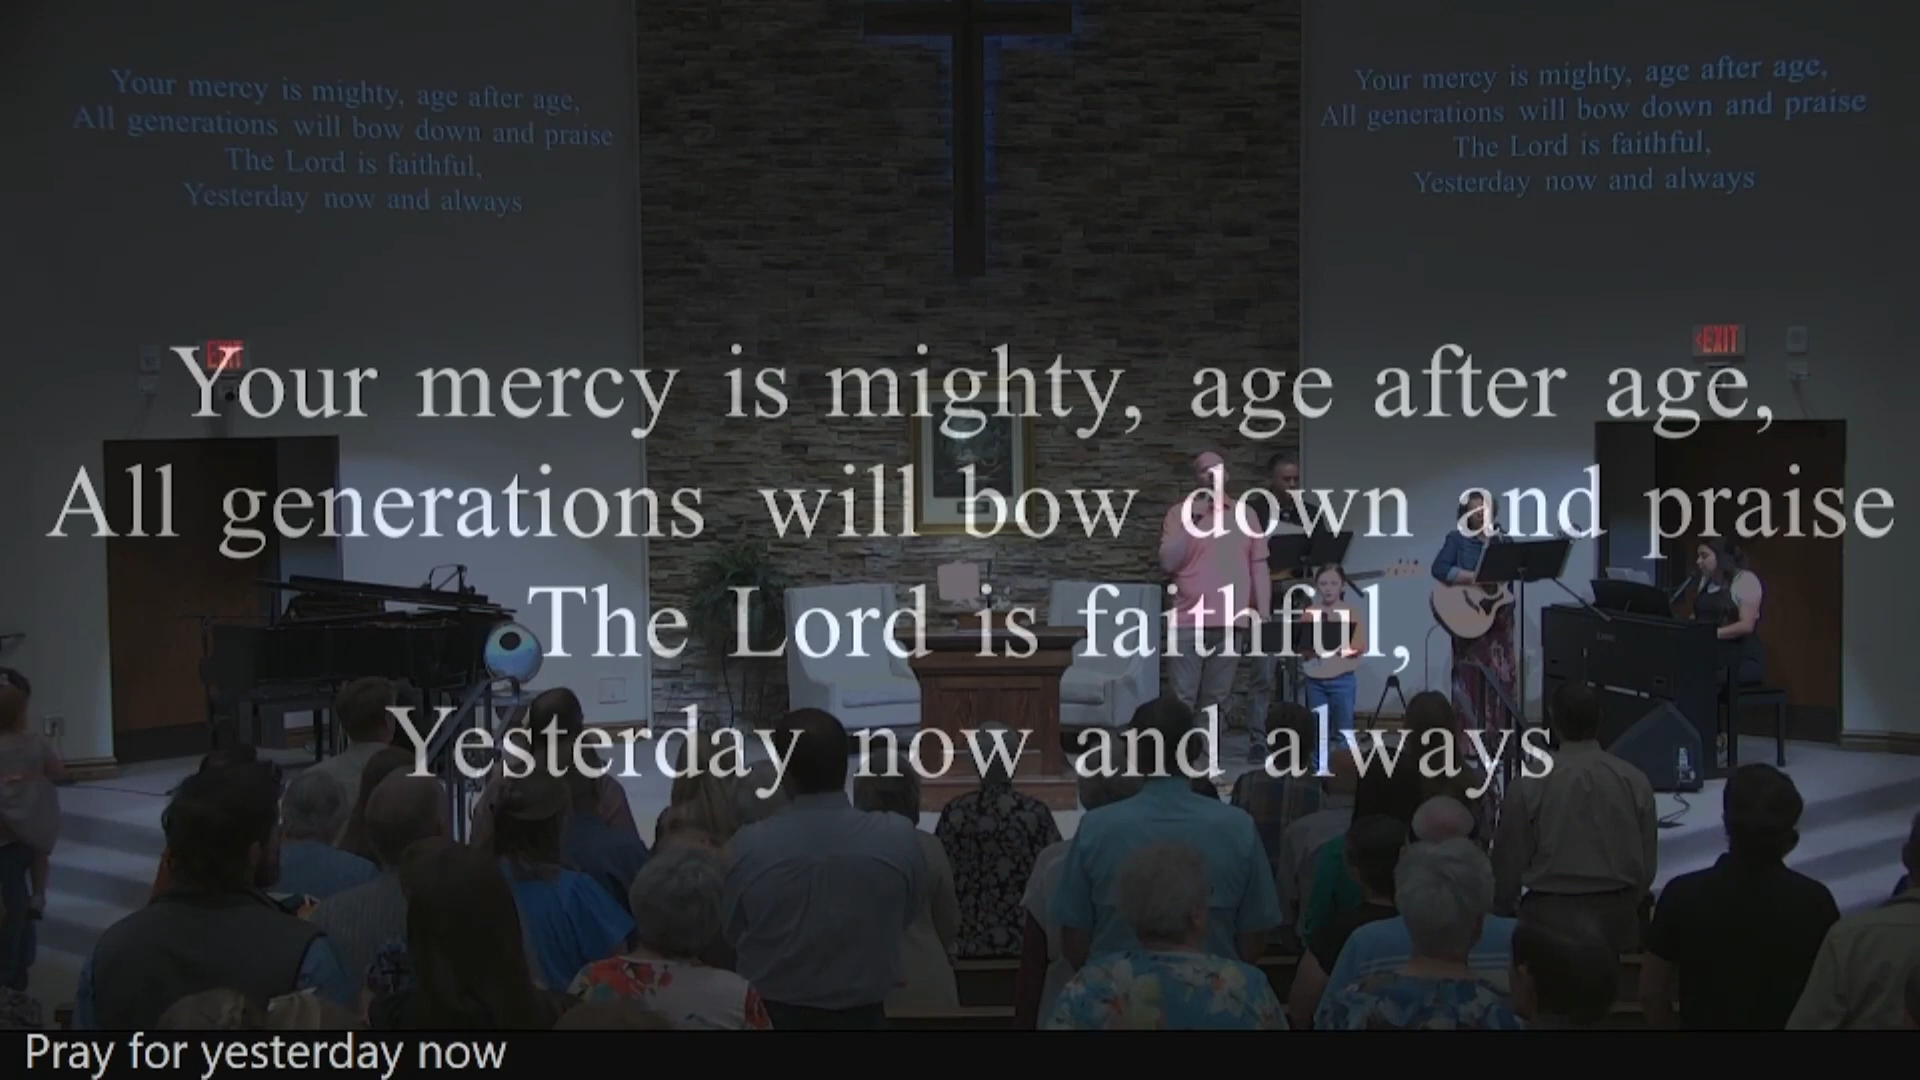 Your mercy is mighty, age after age,
All generations will bow down and praise
The Lord is faithful,
Yesterday now and always
Your mercy is mighty, age after age,
All generations will bow down and praise
The Lord is faithful,
Yesterday now and always
EXIT
EXIT
Your mercy is mighty, age after age,
All generations will bow down and praise
The Lord is faithful,
Yesterday now and always
Pray for yesterday now